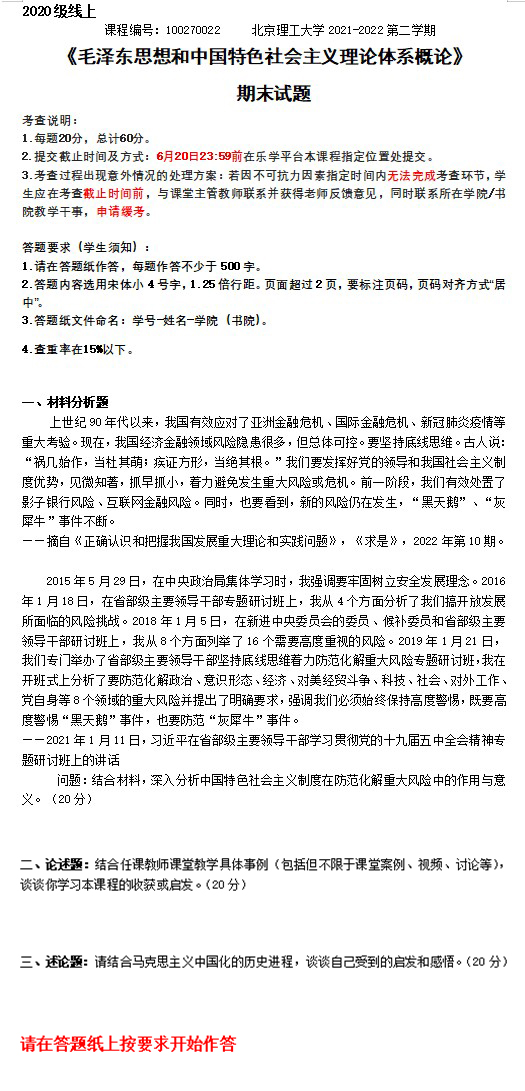 2020级线上
课程编号：100270022 北京理工大学 2021-2022 第二学期
《毛泽东思想和中国特色社会主义理论体系概论》
期末试题
考查说明：
1.每题20分，总计60分。
2.提交截止时间及方式：6月20日23:59前在乐学平台本课程指定位置处提交。
3.考查过程出现意外情况的处理方案：若因不可抗力因素指定时间内无法完成考查环节，学
生应在考查截止时间前，与课堂主管教师联系并获得老师反馈意见，同时联系所在学院/书
院教学干事，申请缓考。
答题要求（学生须知）：
1.请在答题纸作答，每题作答不少于 500 字。
2.答题内容选用宋体小 4 号字，1.25 倍行距。页面超过 2 页，要标注页码，页码对齐方式“居
中”。
3.答题纸文件命名：学号-姓名-学院（书院）。
4.查重率在15%以下。
一、材料分析题
上世纪 90 年代以来，我国有效应对了亚洲金融危机、国际金融危机、新冠肺炎疫情等
重大考验。现在，我国经济金融领域风险隐患很多，但总体可控。要坚持底线思维。古人说：
“祸几始作，当杜其萌；疾证方形，当绝其根。”我们要发挥好党的领导和我国社会主义制
度优势，见微知著，抓早抓小，着力避免发生重大风险或危机。前一阶段，我们有效处置了
影子银行风险、互联网金融风险。同时，也要看到，新的风险仍在发生，“黑天鹅”、“灰
犀牛”事件不断。
——摘自《正确认识和把握我国发展重大理论和实践问题》，《求是》，2022 年第 10 期。
2015 年 5 月 29 日，在中央政治局集体学习时，我强调要牢固树立安全发展理念。2016
年 1 月 18 日，在省部级主要领导干部专题研讨班上，我从 4 个方面分析了我们搞开放发展
所面临的风险挑战。2018 年 1 月 5 日，在新进中央委员会的委员、候补委员和省部级主要
领导干部研讨班上，我从 8 个方面列举了 16 个需要高度重视的风险。2019 年 1 月 21 日，
我们专门举办了省部级主要领导干部坚持底线思维着力防范化解重大风险专题研讨班，我在
开班式上分析了要防范化解政治、意识形态、经济、对美经贸斗争、科技、社会、对外工作、
党自身等 8 个领域的重大风险并提出了明确要求，强调我们必须始终保持高度警惕，既要高
度警惕“黑天鹅”事件，也要防范“灰犀牛”事件。
——2021 年 1 月 11 日，习近平在省部级主要领导干部学习贯彻党的十九届五中全会精神专
题研讨班上的讲话
问题：结合材料，深入分析中国特色社会主义制度在防范化解重大风险中的作用与意
义。（20 分）
二、论述题：结合任课教师课堂教学具体事例（包括但不限于课堂案例、视频、讨论等），
谈谈你学习本课程的收获或启发。（20 分）
三、述论题：请结合马克思主义中国化的历史进程，谈谈自己受到的启发和感悟。（20 分）
请在答题纸上按要求开始作答